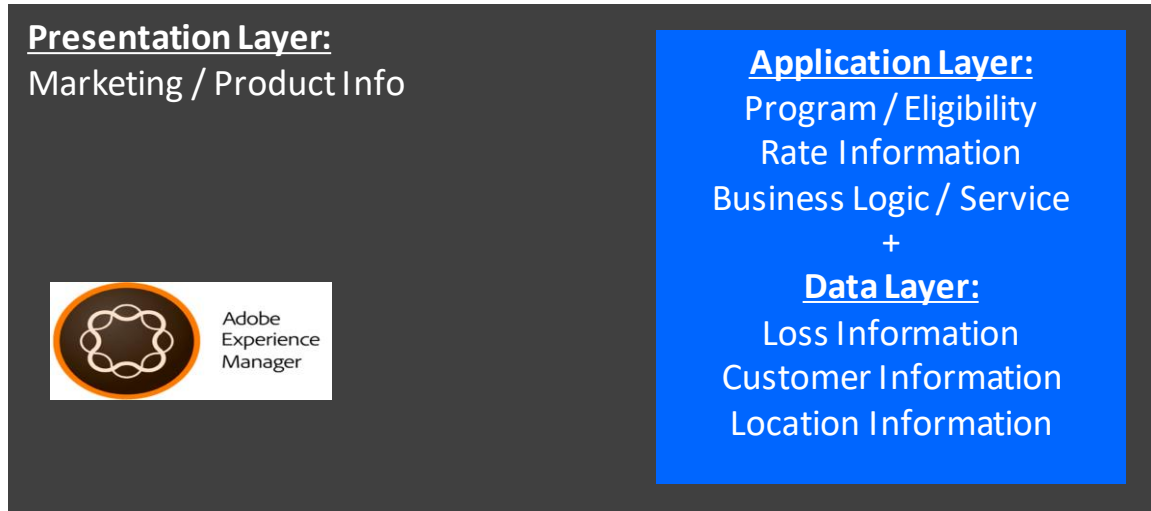 Presentation Layer:
Marketing / Product Info
Adobe
Experience
Manager
Application Layer:
Program / Eligibility
Rate Information
Business Logic / Service
+
Data Layer:
Loss Information
Customer Information
Location Information